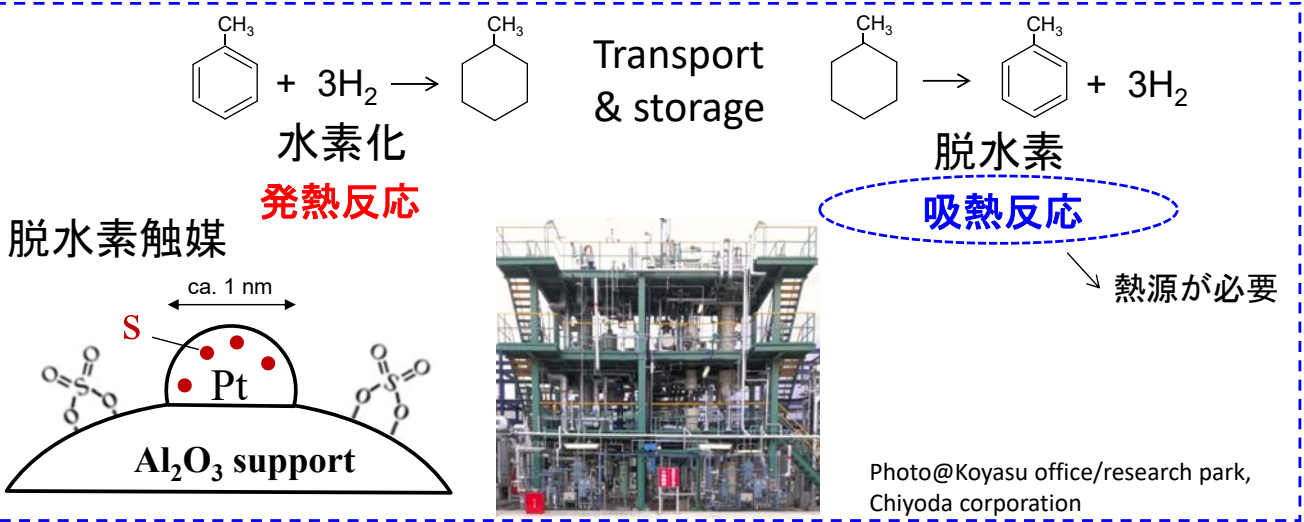 CH3
+ 3H2 →
CH3
Transport
& storage
CH3
→
CH3
+ 3H2
水素化
発熱反応
脱水素
吸熱反応
熱源が必要
脱水素触媒
ca. 1 nm
S
Pt
O
O
S
O
O
O
O
S
O
O
Al2O3 support
Photo@Koyasu office/research park,
Chiyoda corporation